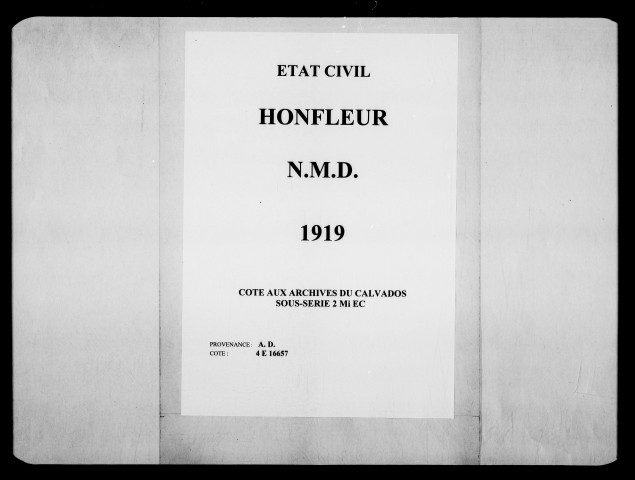 ETAT CIVIL
HONFLEUR
N.M.D.
1919
COTE AUX ARCHIVES DU CALVADOS
SOUS-SERIE 2 Mi EC
PROVENANCE: A. D.
COTE: 4 E 16657